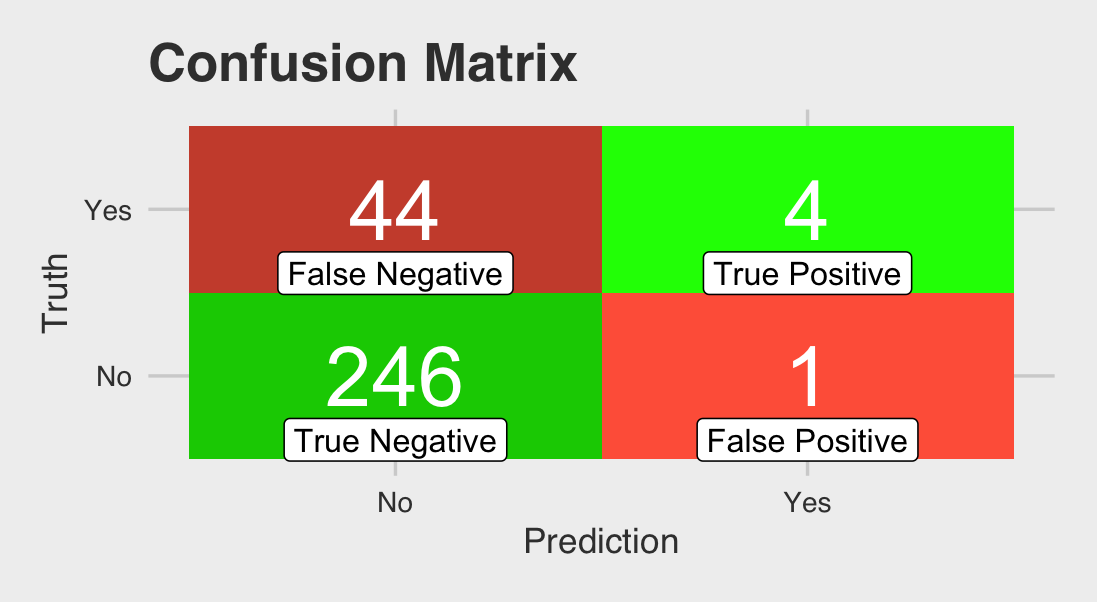 Confusion Matrix
Truth
Yes
44
False Negative
4
True Positive
No
246
True Negative
1
False Positive
No
Yes
Prediction